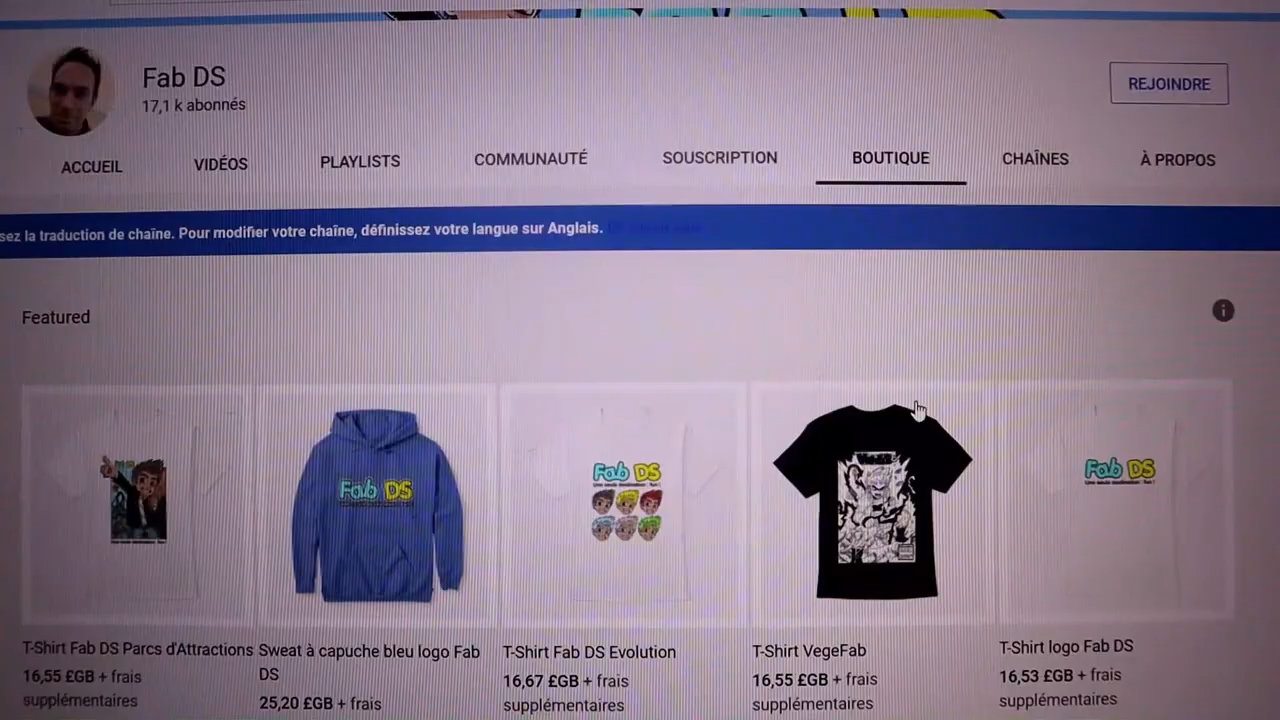 Fab DS
17,1 k abonnés
REJOINDRE
ACCUEIL
VIDÉOS
PLAYLISTS
COMMUNAUTÉ
SOUSCRIPTION
BOUTIQUE
CHAÎNES
À PROPOS
sez la traduction de chaîne. Pour modifier votre chaîne, définissez votre langue sur Anglais.
Featured
Fab DS
Fab DS
Fab DS
T-Shirt Fab DS Parcs d'Attractions
16,55 £GB + frais
supplémentaires
Sweat à capuche bleu logo Fab
DS
25,20 £GB + frais
T-Shirt Fab DS Evolution
16,67 £GB + frais
supplémentaires
T-Shirt VegeFab
16,55 £GB + frais
supplémentaires
T-Shirt logo Fab DS
16,53 £GB + frais
supplémentaires